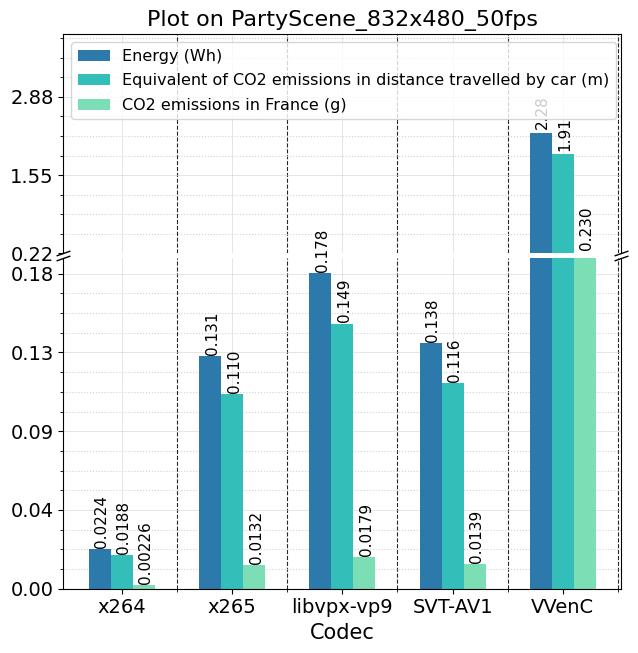 Plot on PartyScene_832x480_50fps
Energy (Wh)
Equivalent of CO2 emissions in distance travelled by car (m)
CO2 emissions in France (g)
2.88
1.55
0.22
0.18
0.13
0.09
0.04
0.00
0.0224
0.0188
0.00226
0.131
0.110
0.0132
0.178
0.149
0.0179
0.138
0.116
0.0139
2.28
1.91
0.230
x264
x265
libvpx-vp9
SVT-AV1
VVenC
Codec